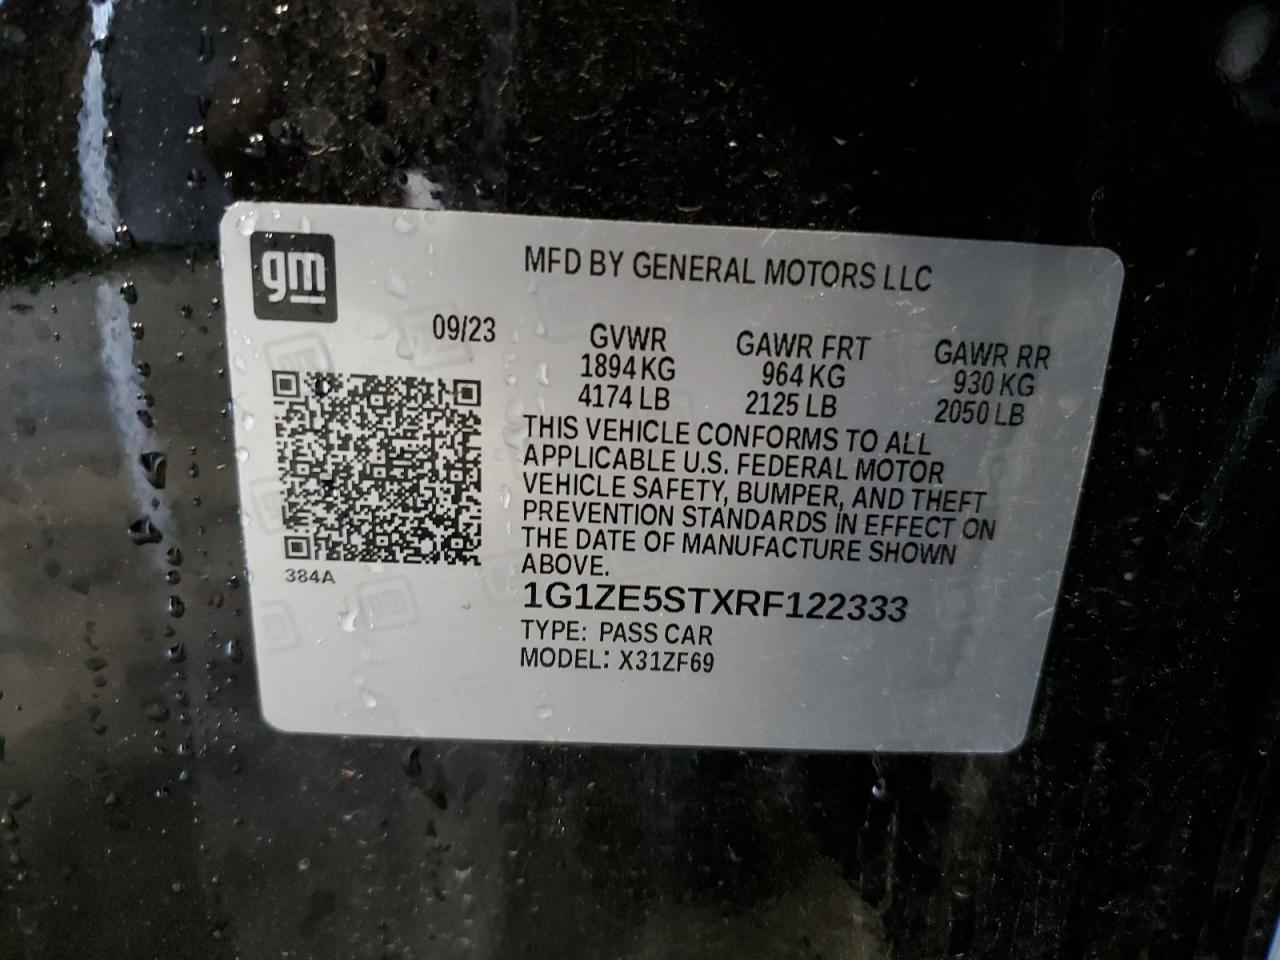 gm
MFD BY GENERAL MOTORS LLC
09/23
GVWR GAWR FRT GAWR RR
1894 KG 964 KG 930 KG
4174 LB 2125 LB 2050 LB
THIS VEHICLE CONFORMS TO ALL
APPLICABLE U.S. FEDERAL MOTOR
VEHICLE SAFETY, BUMPER, AND THEFT
PREVENTION STANDARDS IN EFFECT ON
THE DATE OF MANUFACTURE SHOWN
ABOVE.
384A
1G1ZE5STXRF122333
TYPE: PASS CAR
MODEL: X31ZF69